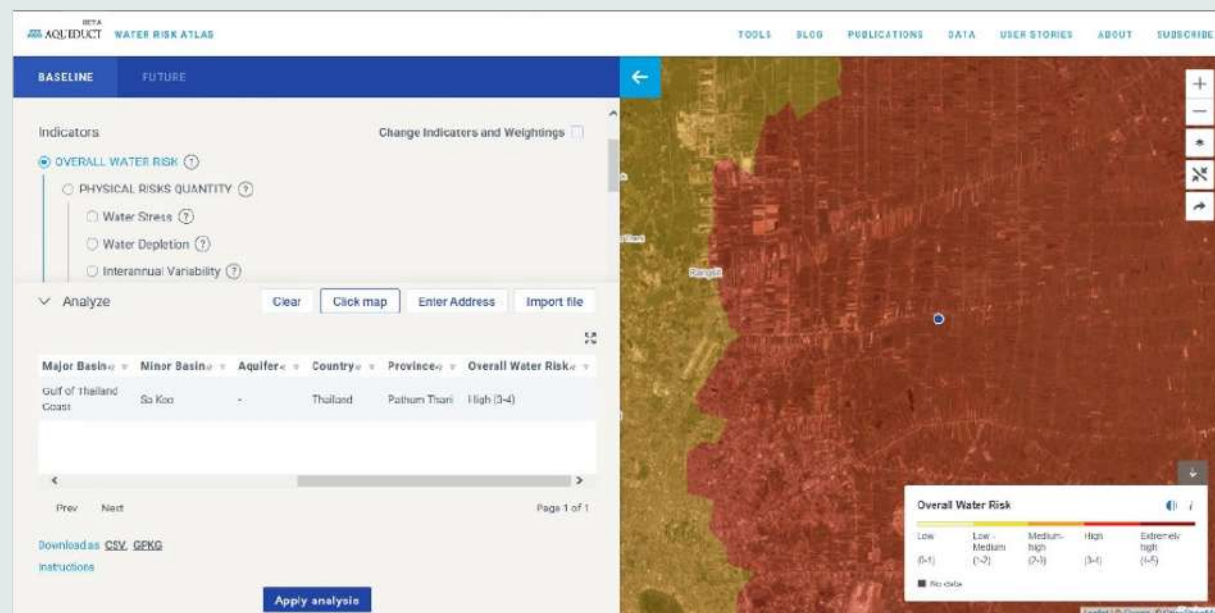 BETA
AQUEDUCT WATER RISK ATLAS
TOOLS BLOG PUBLICATIONS DATA USER STORIES ABOUT SUBSCRIBE
BASELINE FUTURE
Indicators
Change Indicators and Weightings
OVERALL WATER RISK ?
PHYSICAL RISKS QUANTITY ?
Water Stress ?
Water Depletion ?
Interannual Variability ?
Analyze
Clear Click map Enter Address Import file
Major Basin Minor Basin Aquifer Country Province Overall Water Risk
Gulf of Thailand Coast - Thailand Pathum Thani High (3-4)
Prev Next Page 1 of 1
Download as CSV, GPKG
Instructions
Apply analysis
Rangsit
Overall Water Risk
Low Low - Medium Medium-high High Extremely high
(0-1) (1-2) (2-3) (3-4) (4-5)
No data